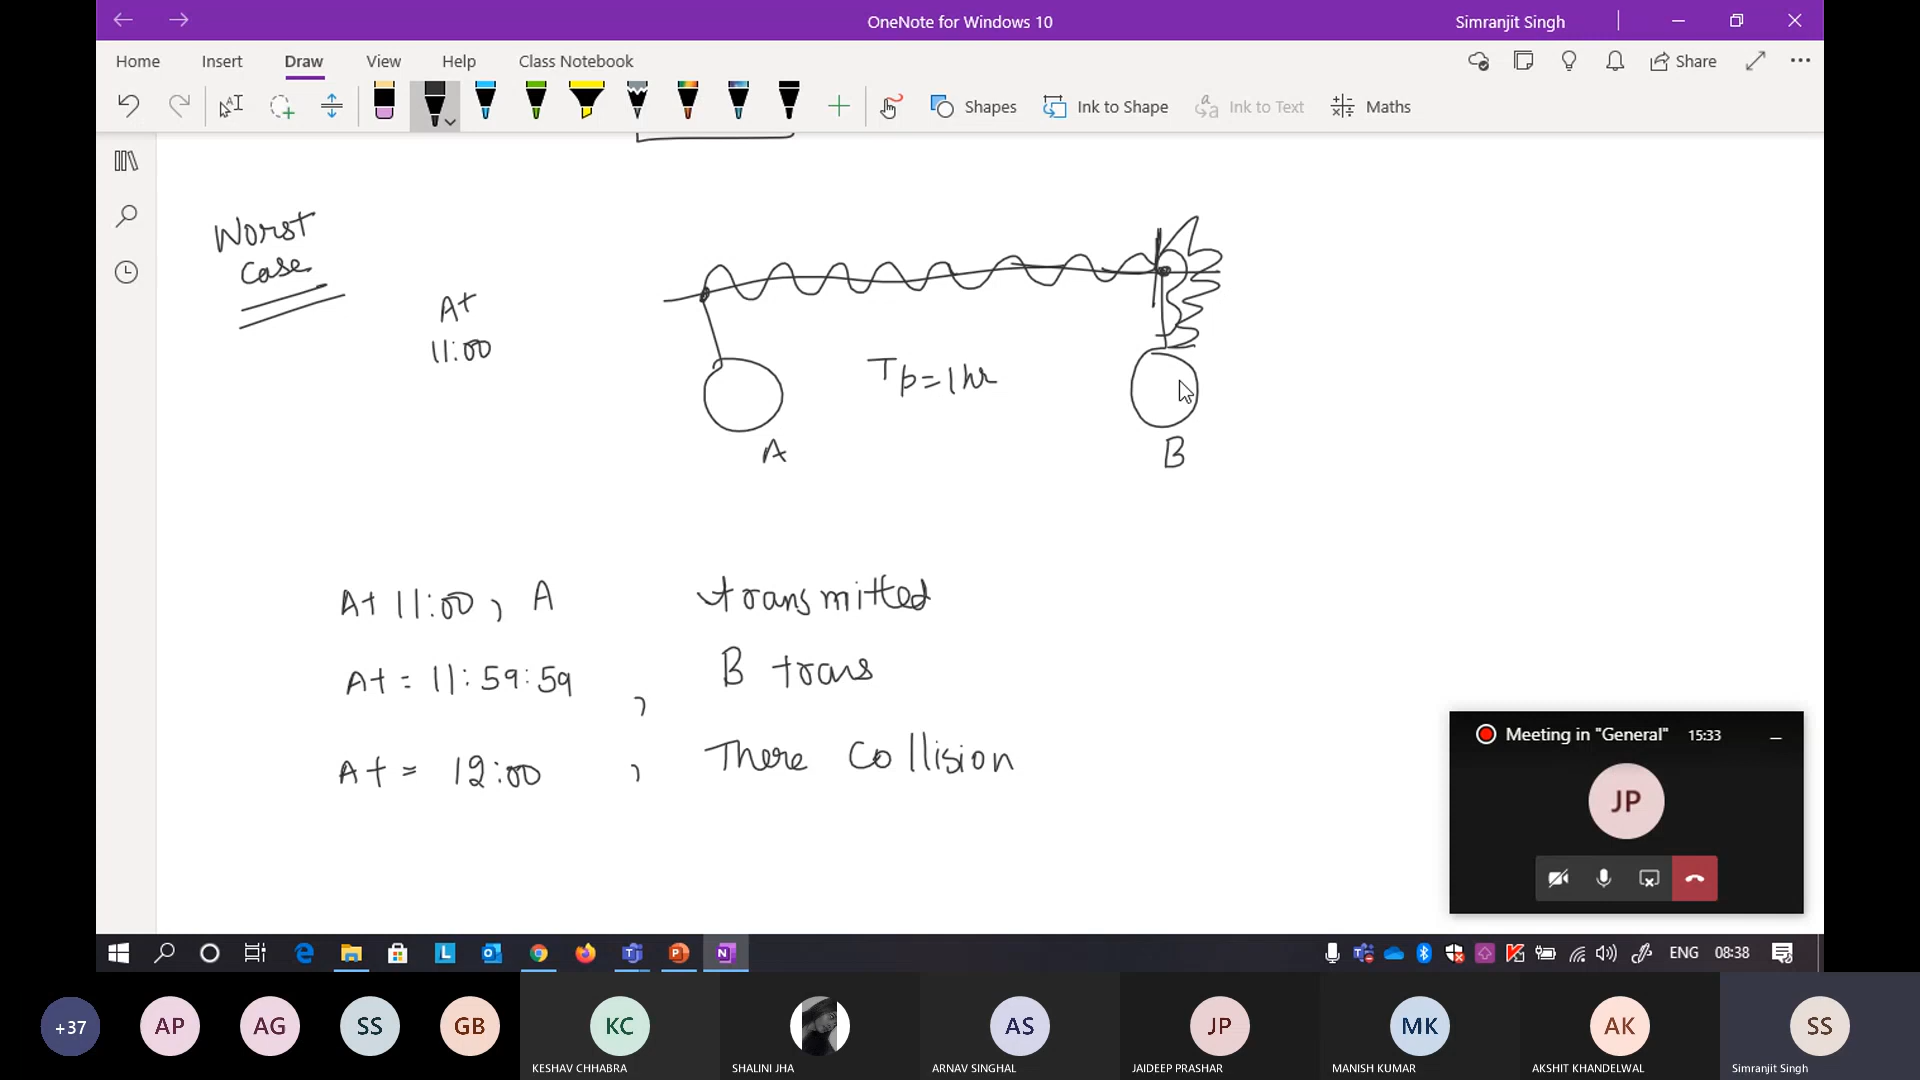 OneNote for Windows 10
Simranjit Singh
Home Insert Draw View Help Class Notebook
Share
Shapes
Ink to Shape
Ink to Text
Maths
Worst
Case
At
11:00
Tp=1hr
A
B
At 11:00, A transmitted
At = 11:59:59, B trans
At = 12:00, There Collision
Meeting in "General" 15:33
JP
ENG 08:38
+37 AP AG SS GB KC AS JP MK AK SS
KESHAV CHHABRA SHALINI JHA ARNAV SINGHAL JAIDEEP PRASHAR MANISH KUMAR AKSHIT KHANDELWAL Simranjit Singh